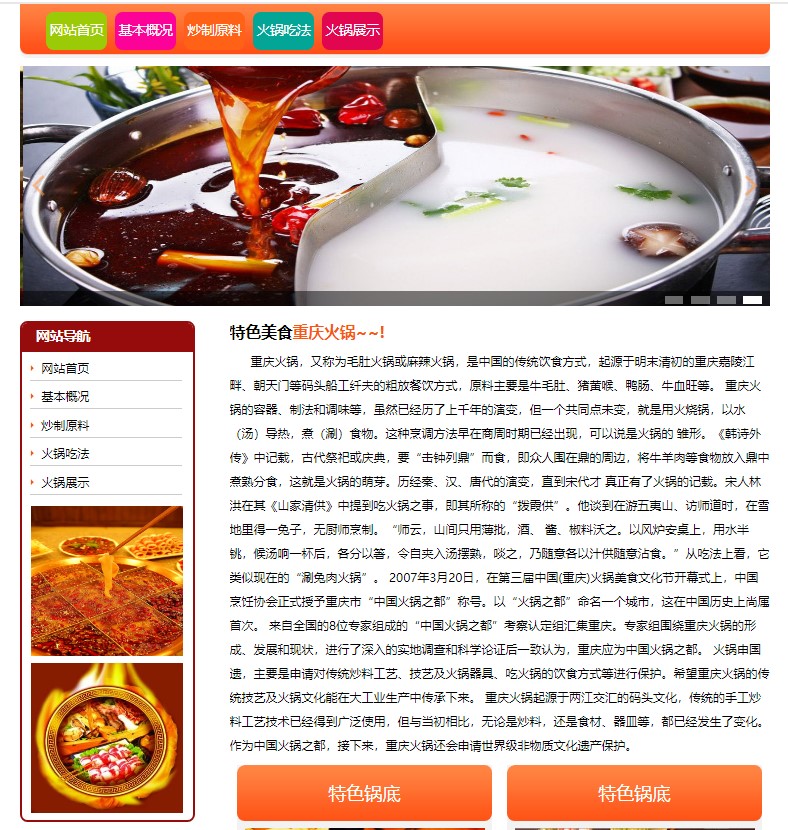 网站首页 基本概况 炒制原料 火锅吃法 火锅展示
网站导航
网站首页
基本概况
炒制原料
火锅吃法
火锅展示
特色美食重庆火锅~~!
重庆火锅，又称为毛肚火锅或麻辣火锅，是中国的传统饮食方式，起源于明末清初的重庆嘉陵江
畔、朝天门等码头船工纤夫的粗放餐饮方式，原料主要是牛毛肚、猪黄喉、鸭肠、牛血旺等。 重庆火
锅的容器、制法和调味等，虽然已经历了上千年的演变，但一个共同点未变，就是用火烧锅，以水
（汤）导热，煮（涮）食物。这种烹调方法早在商周时期已经出现，可以说是火锅的 雏形。《韩诗外
传》中记载，古代祭祀或庆典，要“击钟列鼎”而食，即众人围在鼎的周边，将牛羊肉等食物放入鼎中
煮熟分食，这就是火锅的萌芽。历经秦、汉、唐代的演变，直到宋代才 真正有了火锅的记载。宋人林
洪在其《山家清供》中提到吃火锅之事，即其所称的“拨霞供”。他谈到在游五夷山、访师道时，在雪
地里得一兔子，无厨师烹制。“师云，山间只用薄批，酒、 酱、椒料沃之。以风炉安桌上，用水半
铫，候汤响一杯后，各分以箸，令自夹入汤摆熟，啖之，乃随意各以汁供随意沾食。”从吃法上看，它
类似现在的“涮兔肉火锅”。 2007年3月20日，在第三届中国(重庆)火锅美食文化节开幕式上，中国
烹饪协会正式授予重庆市“中国火锅之都”称号。以“火锅之都”命名一个城市，这在中国历史上尚属
首次。 来自全国的8位专家组成的“中国火锅之都”考察认定组汇集重庆。专家组围绕重庆火锅的形
成、发展和现状，进行了深入的实地调查和科学论证后一致认为，重庆应为中国火锅之都。 火锅申国
遗，主要是申请对传统炒料工艺、技艺及火锅器具、吃火锅的饮食方式等进行保护。希望重庆火锅的传
统技艺及火锅文化能在大工业生产中传承下来。 重庆火锅起源于两江交汇的码头文化，传统的手工炒
料工艺技术已经得到广泛使用，但与当初相比，无论是炒料，还是食材、器皿等，都已经发生了变化。
作为中国火锅之都，接下来，重庆火锅还会申请世界级非物质文化遗产保护。
特色锅底 特色锅底